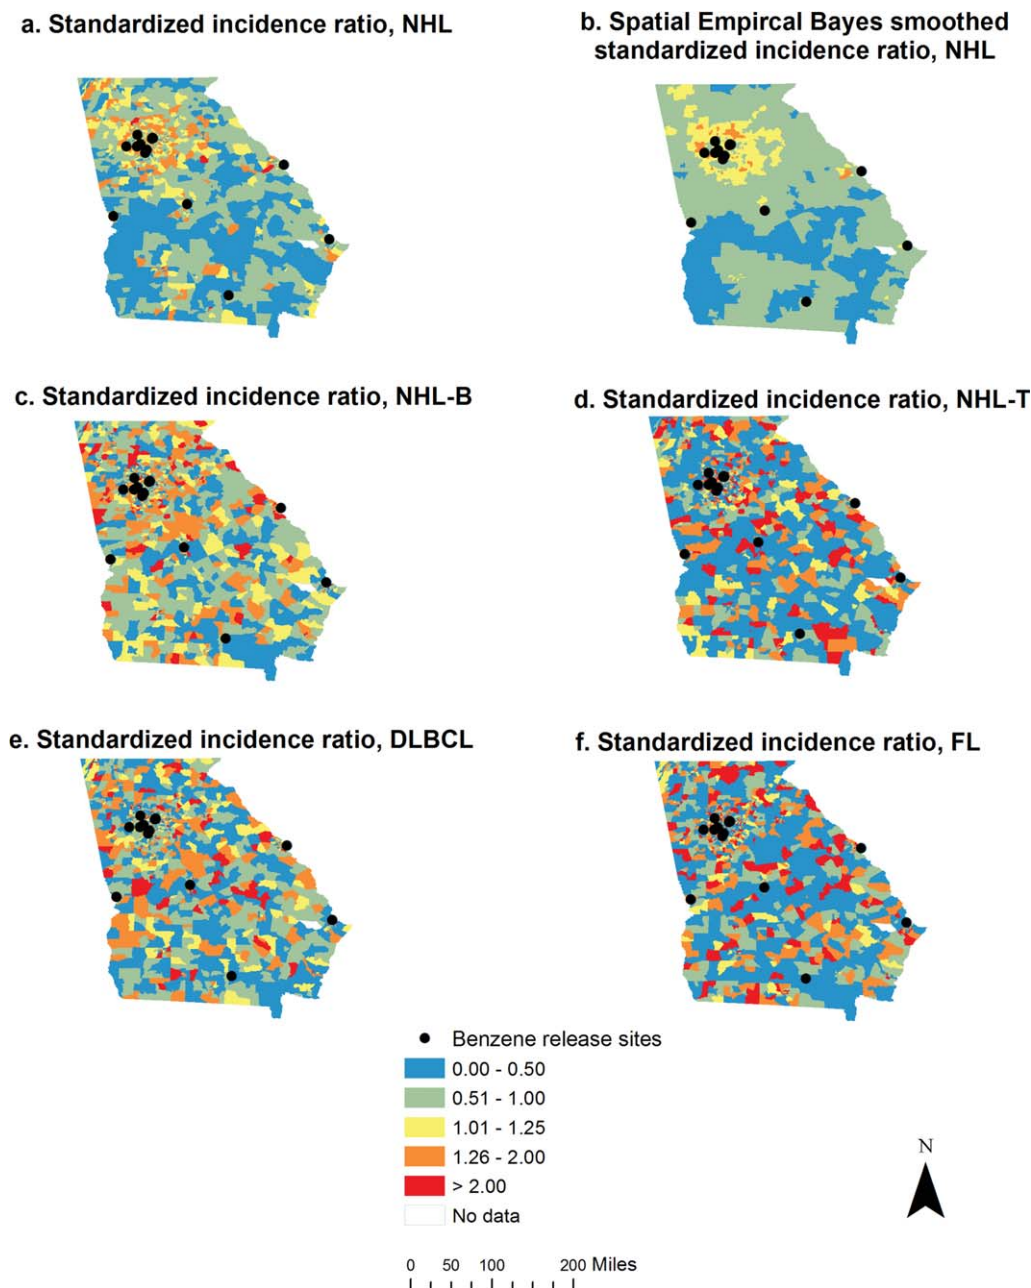 a. Standardized incidence ratio, NHL
b. Spatial Empircal Bayes smoothed
standardized incidence ratio, NHL
c. Standardized incidence ratio, NHL-B
d. Standardized incidence ratio, NHL-T
e. Standardized incidence ratio, DLBCL
f. Standardized incidence ratio, FL
Benzene release sites
0.00 - 0.50
0.51 - 1.00
1.01 - 1.25
1.26 - 2.00
> 2.00
No data
N
0 50 100 200 Miles